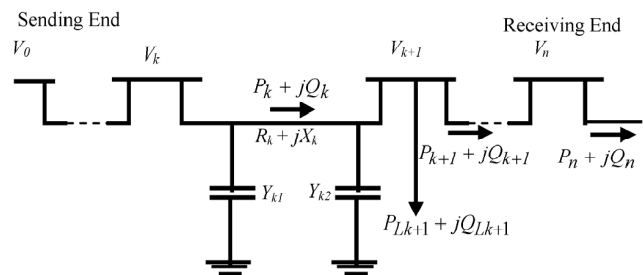 Sending End
Receiving End
V0
Vk
Vk+1
Vn
Pk + jQk
Rk + jXk
Pk+1 + jQk+1
Pn + jQn
Yk1
Yk2
PLk+1 + jQLk+1